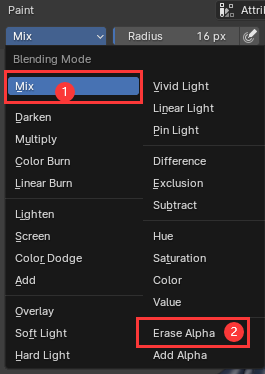 Paint
Attri
Mix
Radius 16 px
Blending Mode
Mix
1
Darken
Multiply
Color Burn
Linear Burn
Lighten
Screen
Color Dodge
Add
Overlay
Soft Light
Hard Light
Vivid Light
Linear Light
Pin Light
Difference
Exclusion
Subtract
Hue
Saturation
Color
Value
Erase Alpha
2
Add Alpha